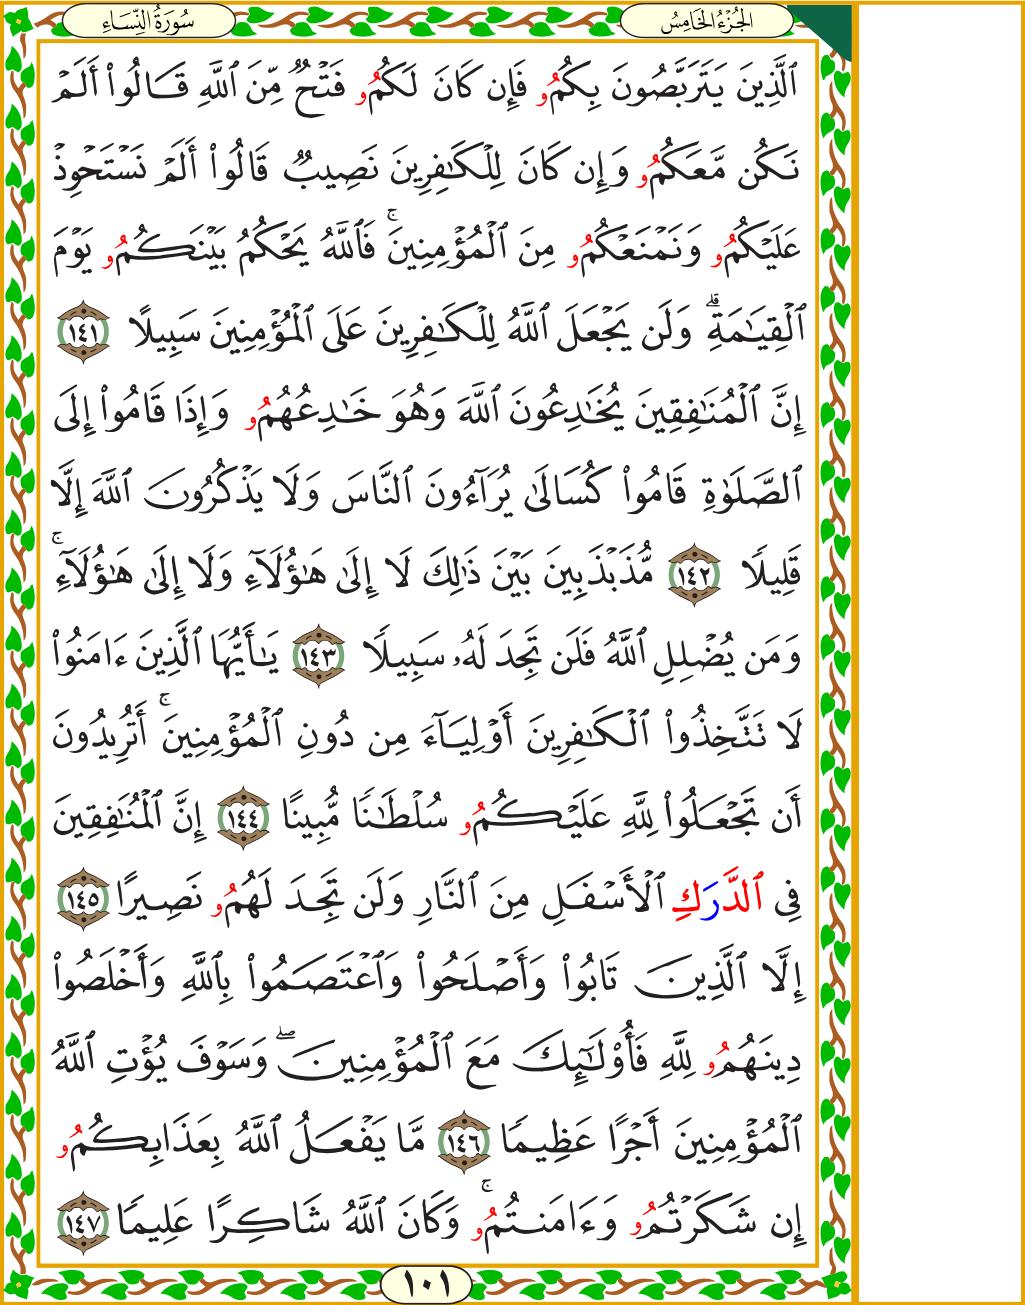 سُورَةُ النِّسَاءِ
الجُزْءُ الخَامِسُ
ٱلَّذِينَ يَتَرَبَّصُونَ بِكُمُۥ فَإِن كَانَ لَكُمُۥ فَتْحٌ مِّنَ ٱللَّهِ قَالُوٓا۟ أَلَمْ
نَكُن مَّعَكُمُۥ وَإِن كَانَ لِلْكَٰفِرِينَ نَصِيبٌ قَالُوٓا۟ أَلَمْ نَسْتَحْوِذْ
عَلَيْكُمُۥ وَنَمْنَعْكُمُۥ مِنَ ٱلْمُؤْمِنِينَۚ فَٱللَّهُ يَحْكُمُ بَيْنَكُمُۥ يَوْمَ
ٱلْقِيَٰمَةِۗ وَلَن يَجْعَلَ ٱللَّهُ لِلْكَٰفِرِينَ عَلَى ٱلْمُؤْمِنِينَ سَبِيلًا ١٤١
إِنَّ ٱلْمُنَٰفِقِينَ يُخَٰدِعُونَ ٱللَّهَ وَهُوَ خَٰدِعُهُمُۥ وَإِذَا قَامُوا۟ إِلَى
ٱلصَّلَوٰةِ قَامُوا۟ كُسَالَىٰ يُرَآءُونَ ٱلنَّاسَ وَلَا يَذْكُرُونَ ٱللَّهَ إِلَّا
قَلِيلًا ١٤٢ مُّذَبْذَبِينَ بَيْنَ ذَٰلِكَ لَا إِلَىٰ هَٰؤُلَآءِ وَلَا إِلَىٰ هَٰؤُلَآءِۚ
وَمَن يُضْلِلِ ٱللَّهُ فَلَن تَجِدَ لَهُۥ سَبِيلًا ١٤٣ يَٰأَيُّهَا ٱلَّذِينَ ءَامَنُوا۟
لَا تَتَّخِذُوا۟ ٱلْكَٰفِرِينَ أَوْلِيَآءَ مِن دُونِ ٱلْمُؤْمِنِينَۚ أَتُرِيدُونَ
أَن تَجْعَلُوا۟ لِلَّهِ عَلَيْكُمُۥ سُلْطَٰنًا مُّبِينًا ١٤٤ إِنَّ ٱلْمُنَٰفِقِينَ
فِى ٱلدَّرَكِ ٱلْأَسْفَلِ مِنَ ٱلنَّارِ وَلَن تَجِدَ لَهُمُۥ نَصِيرًا ١٤٥
إِلَّا ٱلَّذِينَ تَابُوا۟ وَأَصْلَحُوا۟ وَٱعْتَصَمُوا۟ بِٱللَّهِ وَأَخْلَصُوا۟
دِينَهُمُۥ لِلَّهِ فَأُو۟لَٰٓئِكَ مَعَ ٱلْمُؤْمِنِينَۖ وَسَوْفَ يُؤْتِ ٱللَّهُ
ٱلْمُؤْمِنِينَ أَجْرًا عَظِيمًا ١٤٦ مَّا يَفْعَلُ ٱللَّهُ بِعَذَابِكُمُۥ
إِن شَكَرْتُمُۥ وَءَامَنتُمُۥۚ وَكَانَ ٱللَّهُ شَاكِرًا عَلِيمًا ١٤٧
١٠١